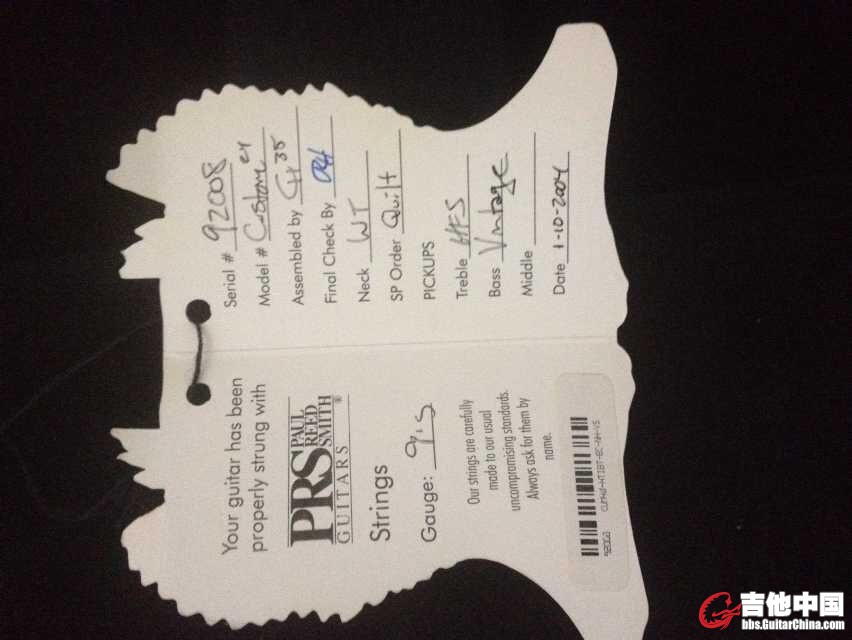 Serial # 92008
Model # Custom 24
Assembled by CH 35
Final Check By
Neck WT
SP Order Quilt
PICKUPS
Treble HFS
Bass Vintage
Middle
Date 1-10-2004
Your guitar has been
properly strung with
PRS PAUL
REED
SMITH
GUITARS ®
Strings
Gauge: 9's
Our strings are carefully
made to our usual
uncompromising standards.
Always ask for them by
name.
吉他中国
bbs.GuitarChina.com